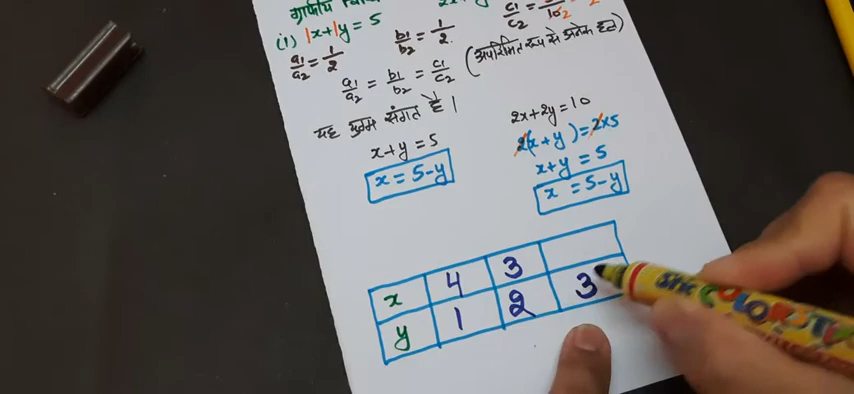 ग्राफीय
(1) 1x+1y=5
a₁/a₂ = 1/2
b₁/b₂ = 1/2
c₁/c₂ =
a₁/a₂ = b₁/b₂ = c₁/c₂ (अपरिमित रूप से अनेक हल)
यह युग्म संगत है।
x+y=5
x = 5-y
2x+2y=10
2(x+y)=2×5
x+y=5
x = 5-y
x 4 3
y 1 2 3